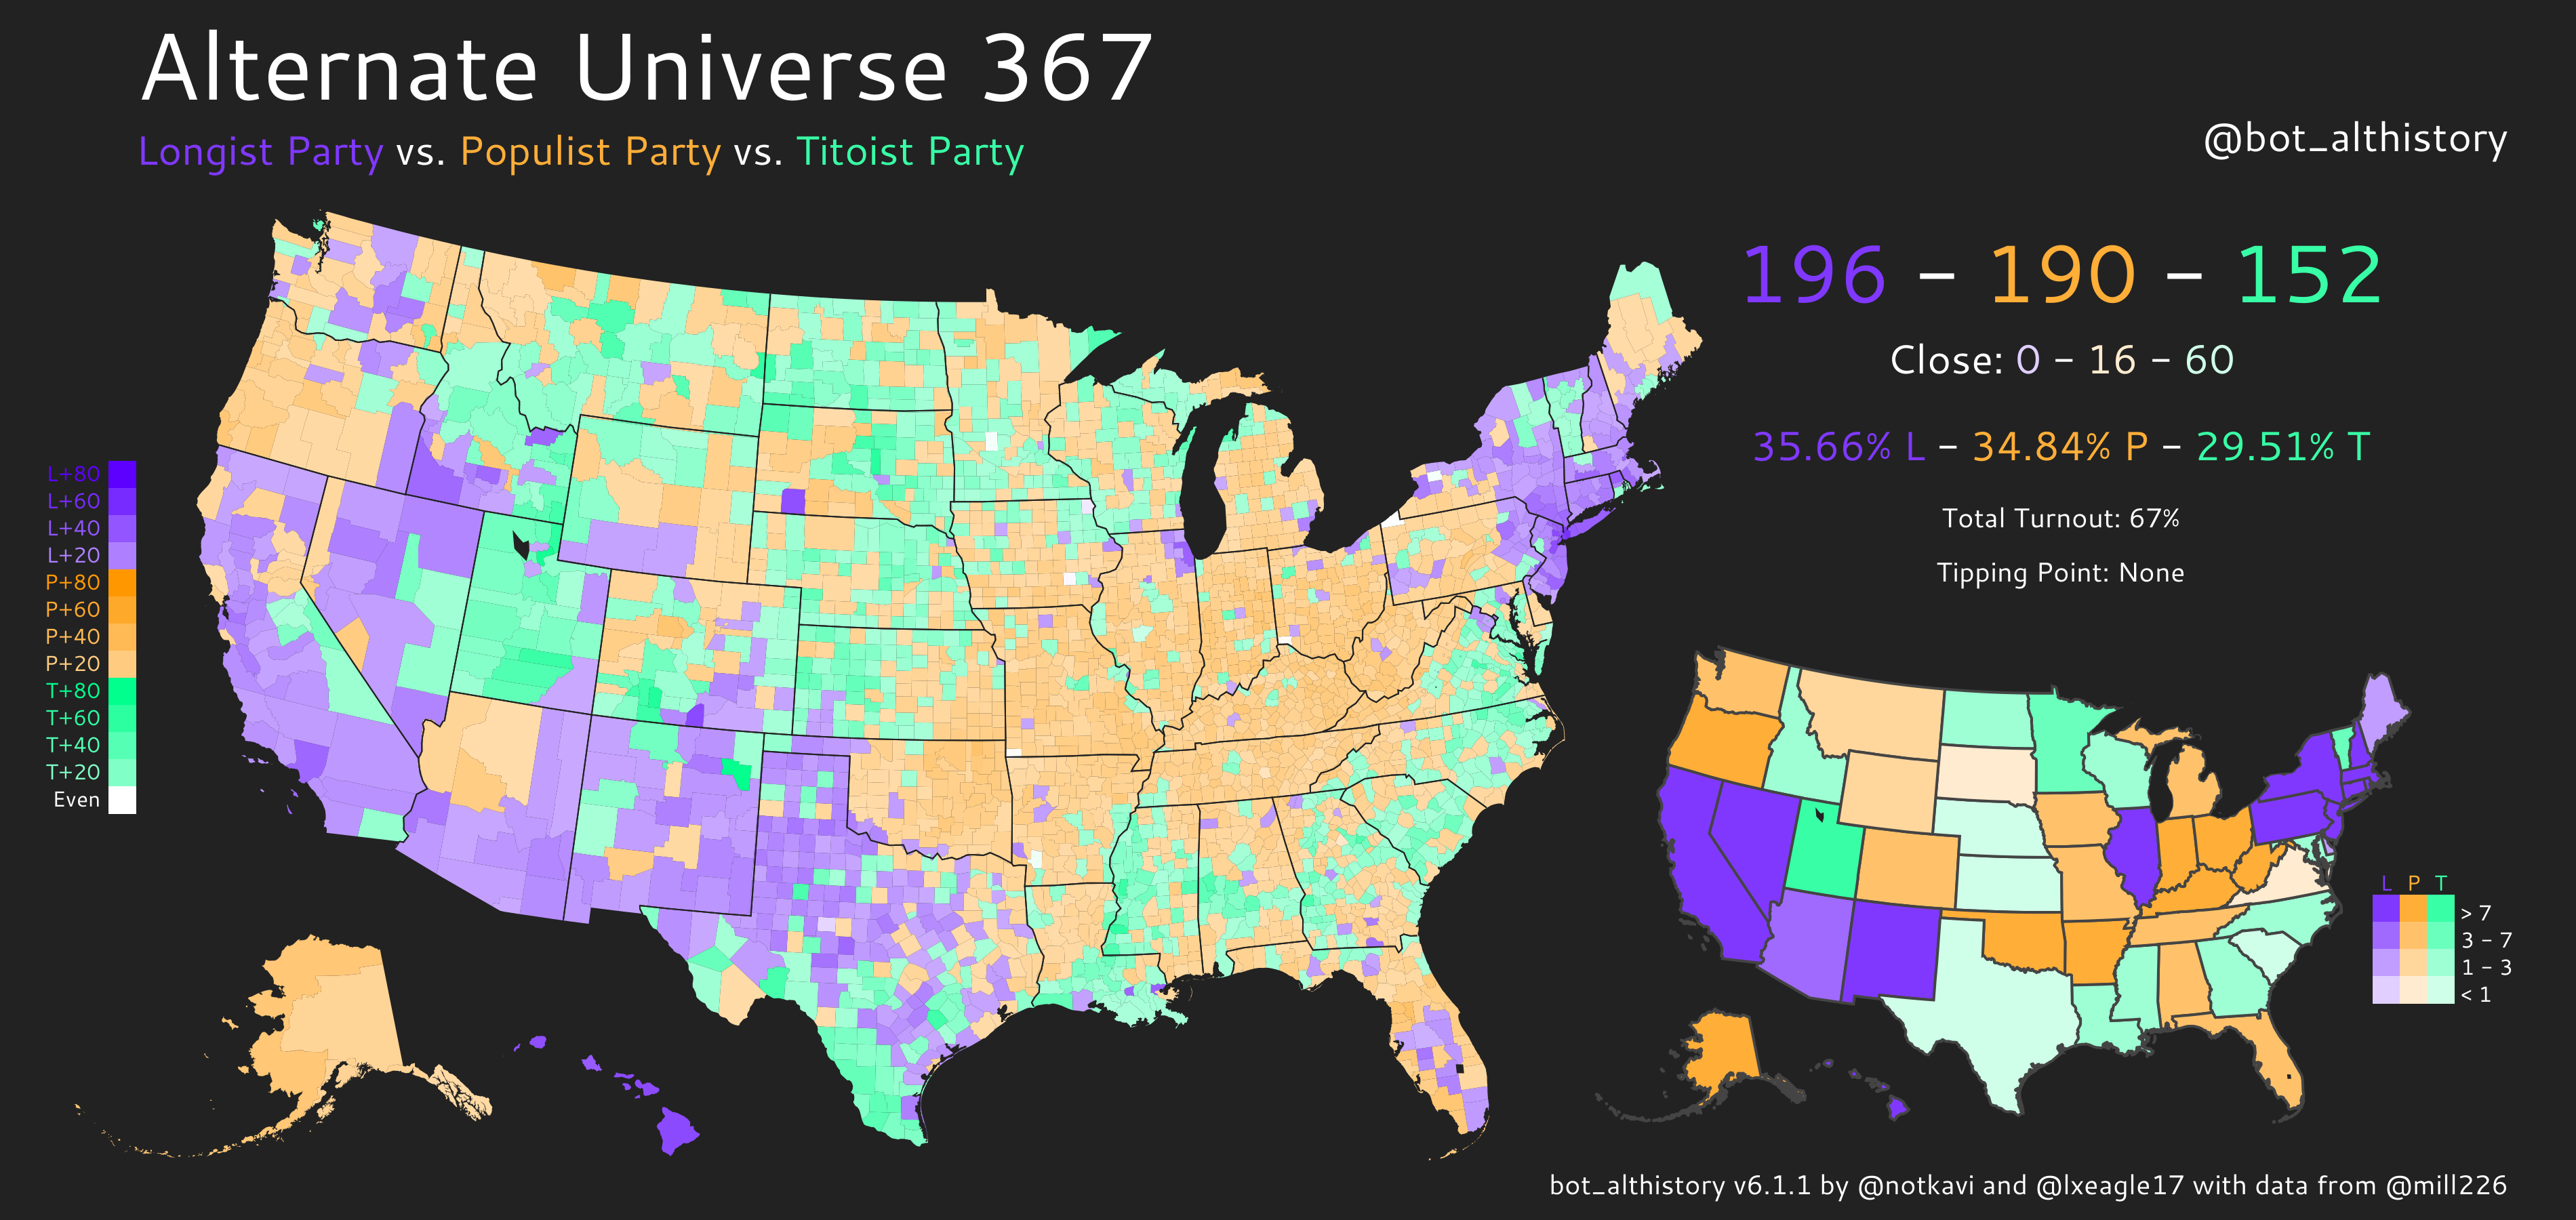 Alternate Universe 367
Longist Party vs. Populist Party vs. Titoist Party
@bot_althistory
196 – 190 – 152
Close: 0 – 16 – 60
35.66% L – 34.84% P – 29.51% T
Total Turnout: 67%
Tipping Point: None
L+80
L+60
L+40
L+20
P+80
P+60
P+40
P+20
T+80
T+60
T+40
T+20
Even
L P T
> 7
3 – 7
1 – 3
< 1
bot_althistory v6.1.1 by @notkavi and @lxeagle17 with data from @mill226